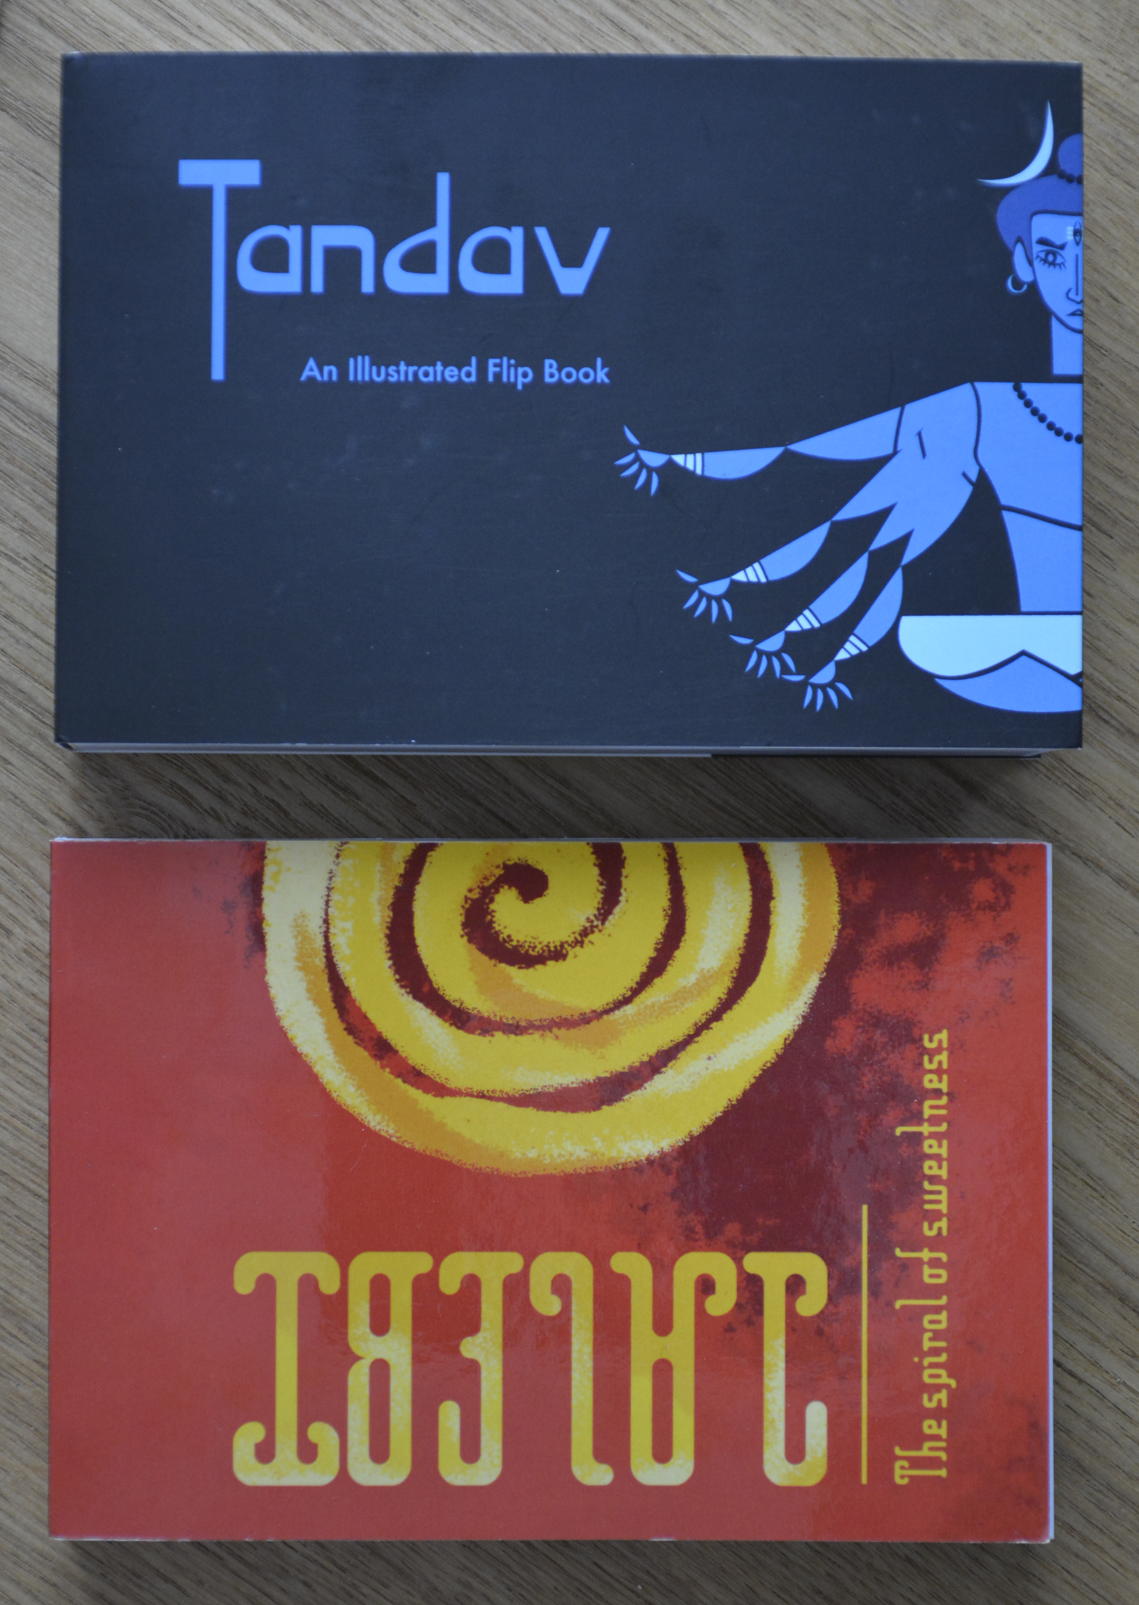 Tandav
An Illustrated Flip Book
JALEBI
The spiral of sweetness